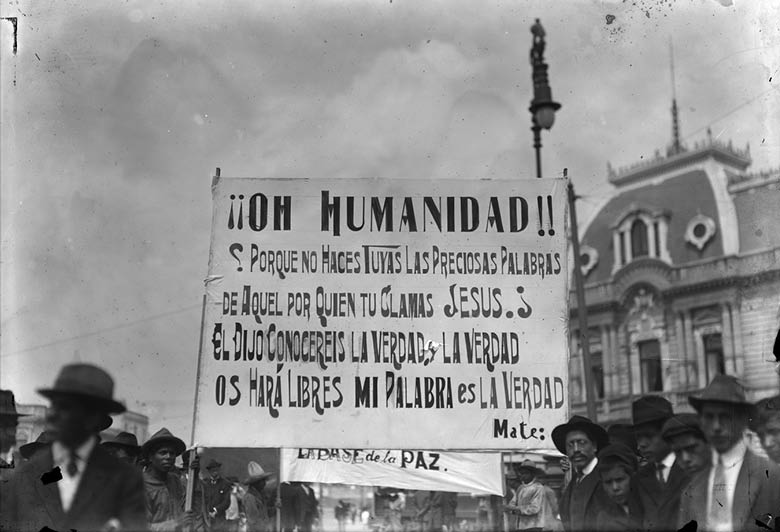 ¡¡OH HUMANIDAD!!
¿ PORQUE NO HACES TUYAS LAS PRECIOSAS PALABRAS
DE AQUEL POR QUIEN TU CLAMAS JESUS.?
EL DIJO CONOCEREIS LA VERDAD, y LA VERDAD
OS HARÁ LIBRES MI PALABRA es LA VERDAD
Mate:
LA BASE de la PAZ.